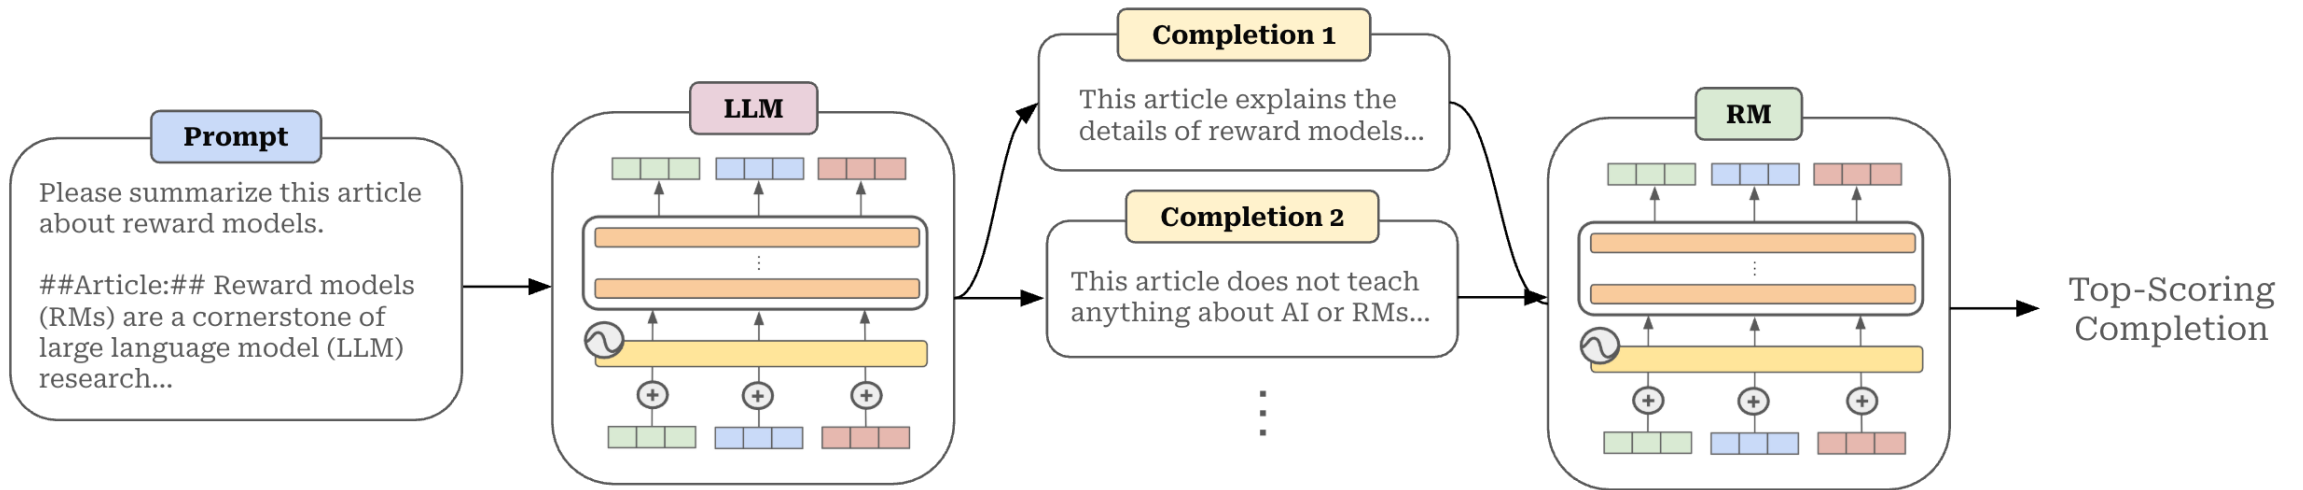 Prompt
Please summarize this article
about reward models.
##Article:## Reward models
(RMs) are a cornerstone of
large language model (LLM)
research...
LLM
Completion 1
This article explains the
details of reward models...
Completion 2
This article does not teach
anything about AI or RMs...
RM
Top-Scoring
Completion